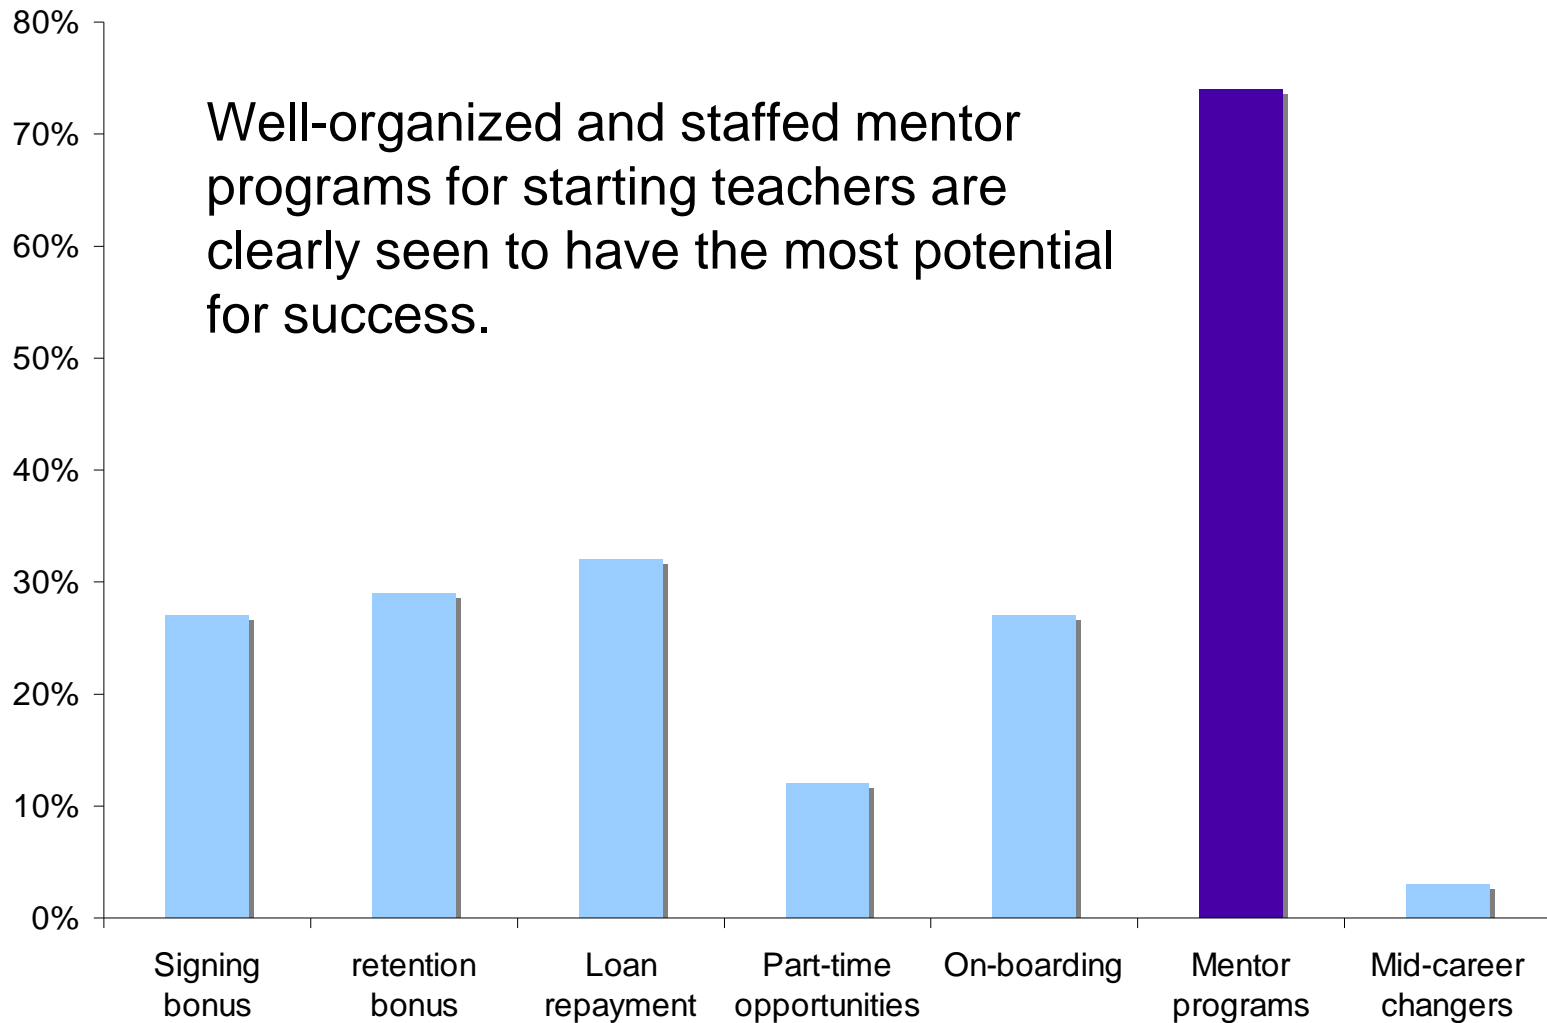 80%
70%
60%
50%
40%
30%
20%
10%
0%
Well-organized and staffed mentor
programs for starting teachers are
clearly seen to have the most potential
for success.
Signing
bonus
retention
bonus
Loan
repayment
Part-time
opportunities
On-boarding
Mentor
programs
Mid-career
changers